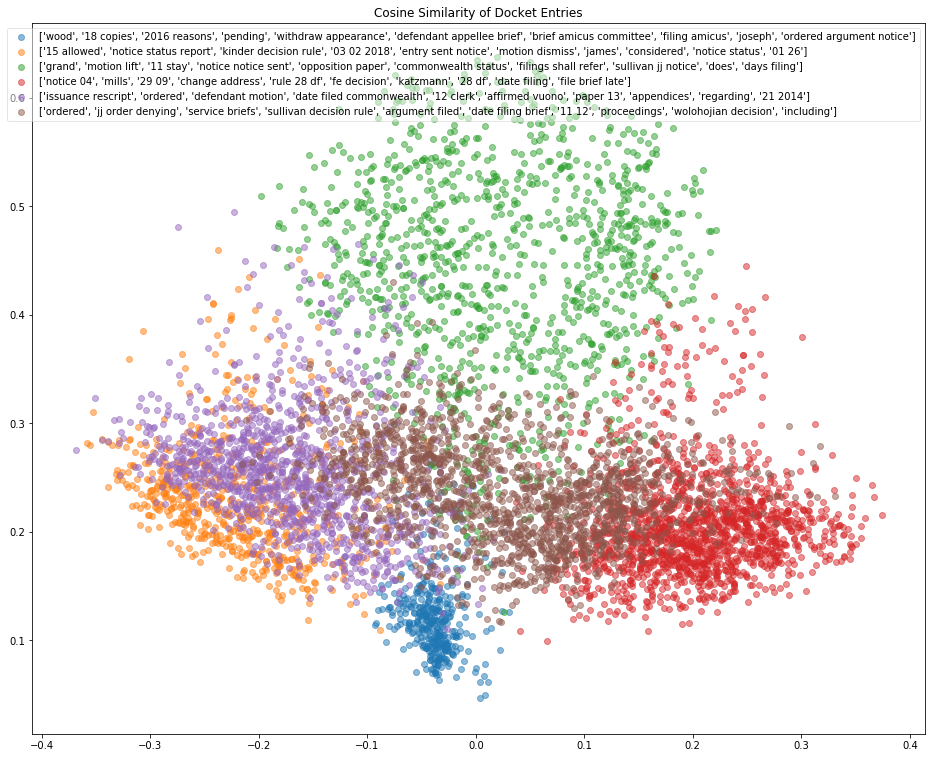 Cosine Similarity of Docket Entries
['wood', '18 copies', '2016 reasons', 'pending', 'withdraw appearance', 'defendant appellee brief', 'brief amicus committee', 'filing amicus', 'joseph', 'ordered argument notice']
['15 allowed', 'notice status report', 'kinder decision rule', '03 02 2018', 'entry sent notice', 'motion dismiss', 'james', 'considered', 'notice status', '01 26']
['grand', 'motion lift', '11 stay', 'notice notice sent', 'opposition paper', 'commonwealth status', 'filings shall refer', 'sullivan jj notice', 'does', 'days filing']
['notice 04', 'mills', '29 09', 'change address', 'rule 28 df', 'fe decision', 'katzmann', '28 df', 'date filing', 'file brief late']
['issuance rescript', 'ordered', 'defendant motion', 'date filed commonwealth', '12 clerk', 'affirmed vuono', 'paper 13', 'appendices', 'regarding', '21 2014']
['ordered', 'jj order denying', 'service briefs', 'sullivan decision rule', 'argument filed', 'date filing brief', '11 12', 'proceedings', 'wolohojian decision', 'including']
0.6
0.5
0.4
0.3
0.2
0.1
−0.4 −0.3 −0.2 −0.1 0.0 0.1 0.2 0.3 0.4